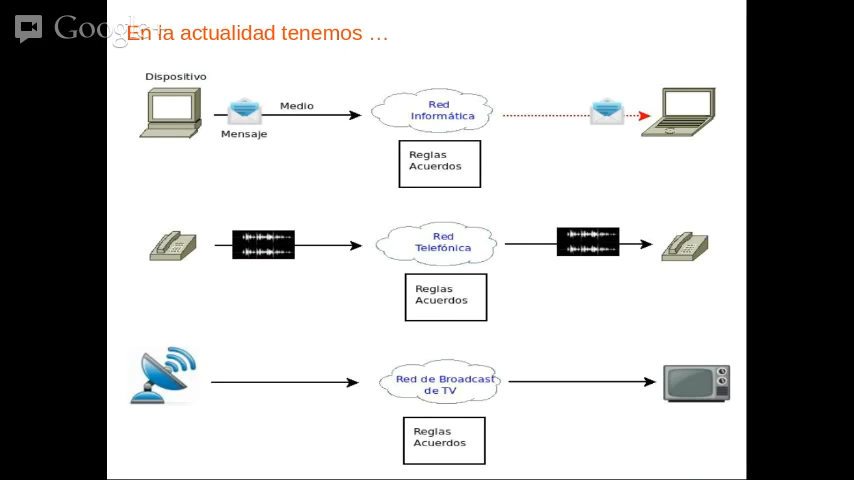 Google+
En la actualidad tenemos …
Dispositivo
Medio
Mensaje
Red
Informática
Reglas
Acuerdos
Red
Telefónica
Reglas
Acuerdos
Red de Broadcast
de TV
Reglas
Acuerdos